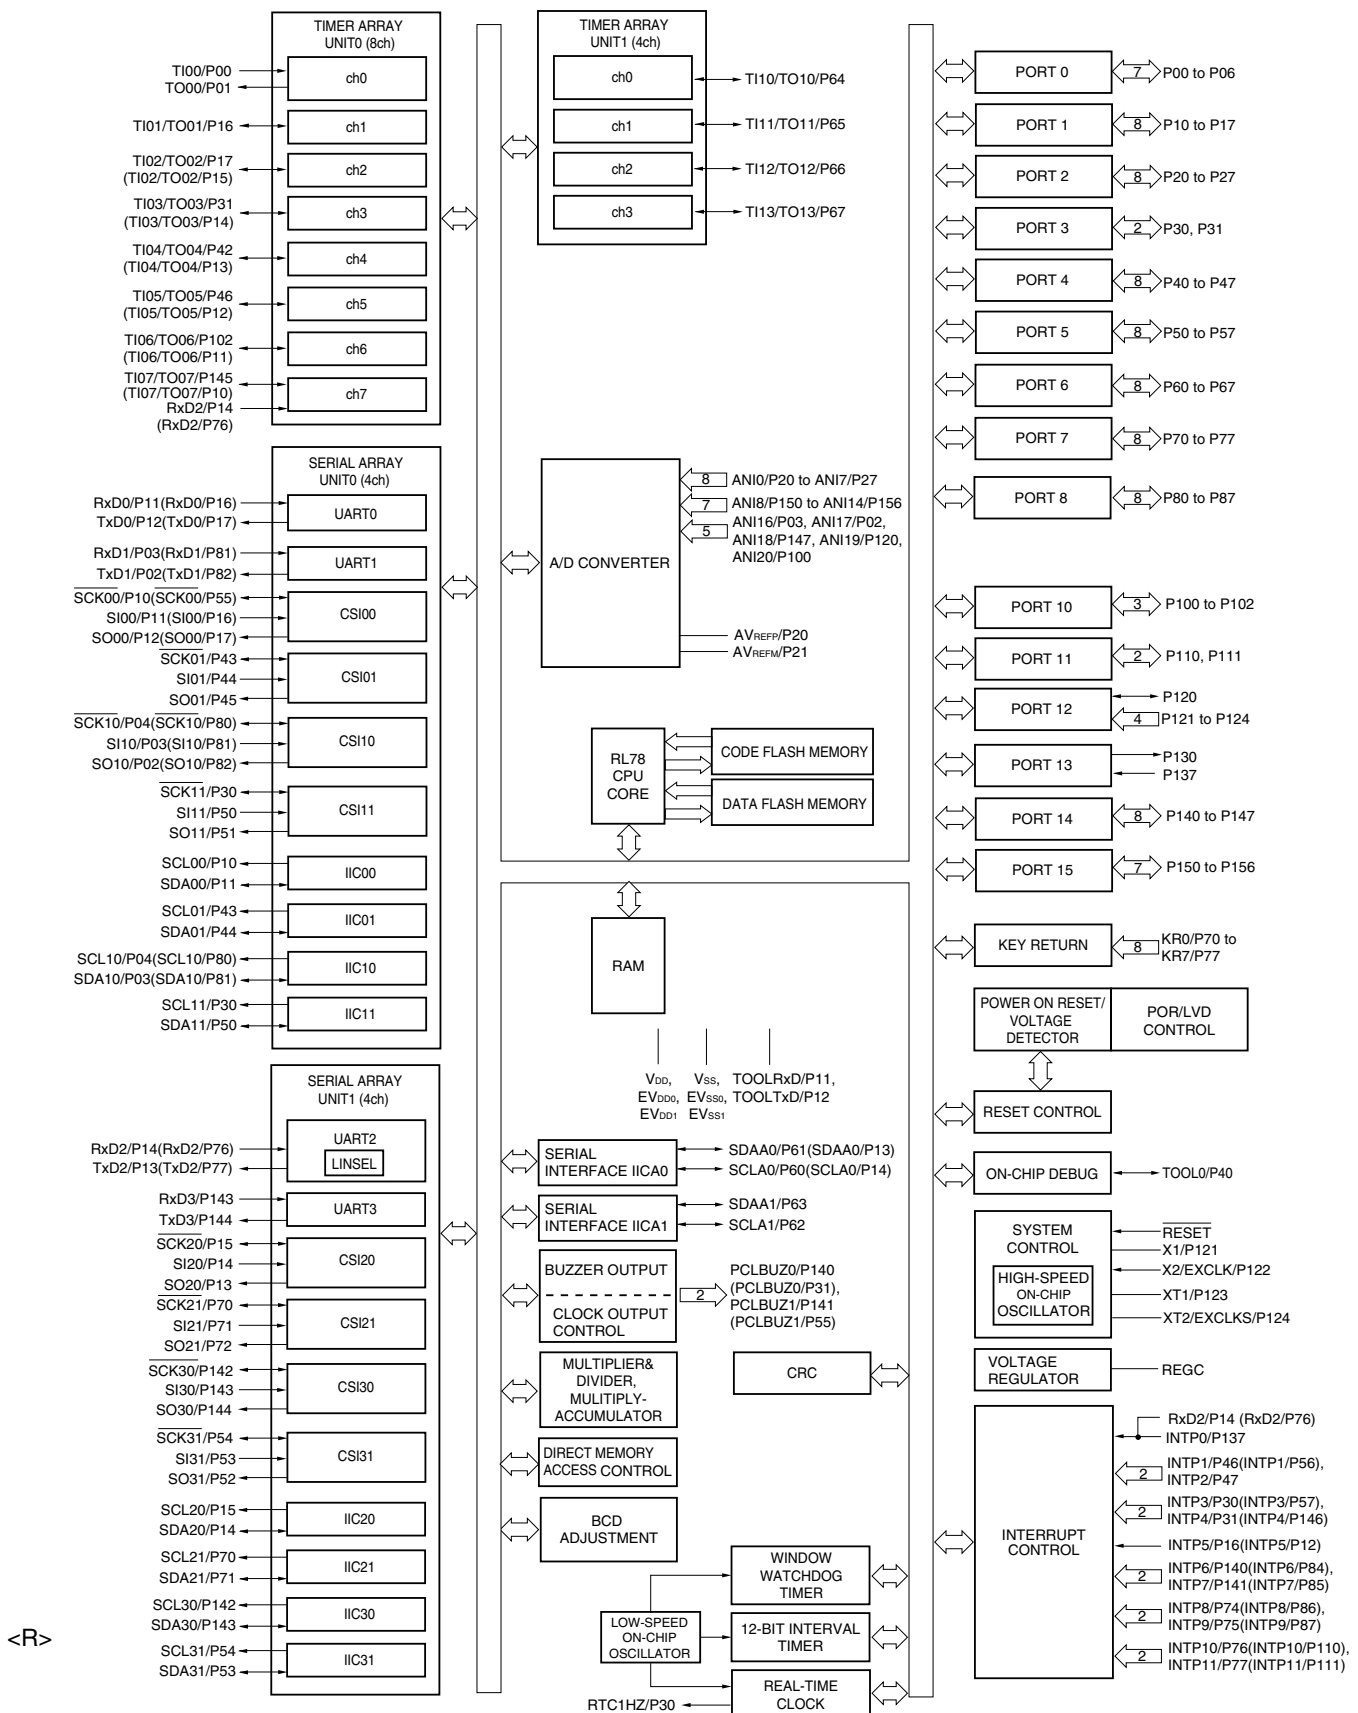 TIMER ARRAY
UNIT0 (8ch)
TI00/P00
TO00/P01
ch0
TI01/TO01/P16
ch1
TI02/TO02/P17
(TI02/TO02/P15)
ch2
TI03/TO03/P31
(TI03/TO03/P14)
ch3
TI04/TO04/P42
(TI04/TO04/P13)
ch4
TI05/TO05/P46
(TI05/TO05/P12)
ch5
TI06/TO06/P102
(TI06/TO06/P11)
ch6
TI07/TO07/P145
(TI07/TO07/P10)
RxD2/P14
(RxD2/P76)
ch7
SERIAL ARRAY
UNIT0 (4ch)
RxD0/P11(RxD0/P16)
TxD0/P12(TxD0/P17)
UART0
RxD1/P03(RxD1/P81)
TxD1/P02(TxD1/P82)
UART1
SCK00/P10(SCK00/P55)
SI00/P11(SI00/P16)
SO00/P12(SO00/P17)
CSI00
SCK01/P43
SI01/P44
SO01/P45
CSI01
SCK10/P04(SCK10/P80)
SI10/P03(SI10/P81)
SO10/P02(SO10/P82)
CSI10
SCK11/P30
SI11/P50
SO11/P51
CSI11
SCL00/P10
SDA00/P11
IIC00
SCL01/P43
SDA01/P44
IIC01
SCL10/P04(SCL10/P80)
SDA10/P03(SDA10/P81)
IIC10
SCL11/P30
SDA11/P50
IIC11
SERIAL ARRAY
UNIT1 (4ch)
RxD2/P14(RxD2/P76)
TxD2/P13(TxD2/P77)
UART2
LINSEL
RxD3/P143
TxD3/P144
UART3
SCK20/P15
SI20/P14
SO20/P13
CSI20
SCK21/P70
SI21/P71
SO21/P72
CSI21
SCK30/P142
SI30/P143
SO30/P144
CSI30
SCK31/P54
SI31/P53
SO31/P52
CSI31
SCL20/P15
SDA20/P14
IIC20
SCL21/P70
SDA21/P71
IIC21
SCL30/P142
SDA30/P143
IIC30
<R>
SCL31/P54
SDA31/P53
IIC31
TIMER ARRAY
UNIT1 (4ch)
ch0
TI10/TO10/P64
ch1
TI11/TO11/P65
ch2
TI12/TO12/P66
ch3
TI13/TO13/P67
A/D CONVERTER
8 ANI0/P20 to ANI7/P27
7 ANI8/P150 to ANI14/P156
5 ANI16/P03, ANI17/P02,
ANI18/P147, ANI19/P120,
ANI20/P100
AVREFP/P20
AVREFM/P21
RL78
CPU
CORE
CODE FLASH MEMORY
DATA FLASH MEMORY
RAM
VDD,
EVDD0,
EVDD1
VSS,
EVSS0,
EVSS1
TOOLRxD/P11,
TOOLTxD/P12
SERIAL
INTERFACE IICA0
SDAA0/P61(SDAA0/P13)
SCLA0/P60(SCLA0/P14)
SERIAL
INTERFACE IICA1
SDAA1/P63
SCLA1/P62
BUZZER OUTPUT
CLOCK OUTPUT
CONTROL
2
PCLBUZ0/P140
(PCLBUZ0/P31),
PCLBUZ1/P141
(PCLBUZ1/P55)
MULTIPLIER&
DIVIDER,
MULITIPLY-
ACCUMULATOR
CRC
DIRECT MEMORY
ACCESS CONTROL
BCD
ADJUSTMENT
WINDOW
WATCHDOG
TIMER
LOW-SPEED
ON-CHIP
OSCILLATOR
12-BIT INTERVAL
TIMER
RTC1HZ/P30
REAL-TIME
CLOCK
PORT 0 7 P00 to P06
PORT 1 8 P10 to P17
PORT 2 8 P20 to P27
PORT 3 2 P30, P31
PORT 4 8 P40 to P47
PORT 5 8 P50 to P57
PORT 6 8 P60 to P67
PORT 7 8 P70 to P77
PORT 8 8 P80 to P87
PORT 10 3 P100 to P102
PORT 11 2 P110, P111
PORT 12
P120
4 P121 to P124
PORT 13
P130
P137
PORT 14 8 P140 to P147
PORT 15 7 P150 to P156
KEY RETURN
8
KR0/P70 to
KR7/P77
POWER ON RESET/
VOLTAGE
DETECTOR
POR/LVD
CONTROL
RESET CONTROL
ON-CHIP DEBUG
TOOL0/P40
SYSTEM
CONTROL
HIGH-SPEED
ON-CHIP
OSCILLATOR
RESET
X1/P121
X2/EXCLK/P122
XT1/P123
XT2/EXCLKS/P124
VOLTAGE
REGULATOR
REGC
INTERRUPT
CONTROL
RxD2/P14 (RxD2/P76)
INTP0/P137
2 INTP1/P46(INTP1/P56),
INTP2/P47
2 INTP3/P30(INTP3/P57),
INTP4/P31(INTP4/P146)
INTP5/P16(INTP5/P12)
2 INTP6/P140(INTP6/P84),
INTP7/P141(INTP7/P85)
2 INTP8/P74(INTP8/P86),
INTP9/P75(INTP9/P87)
2 INTP10/P76(INTP10/P110),
INTP11/P77(INTP11/P111)